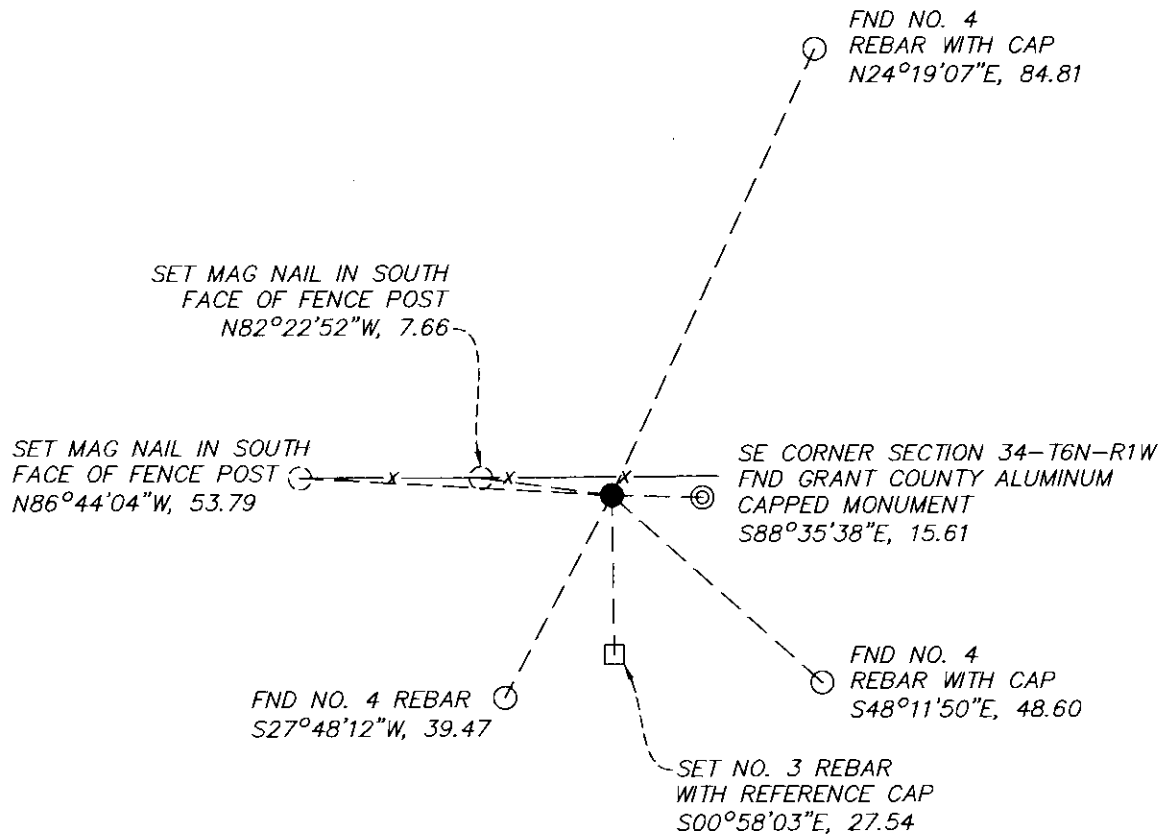 FND NO. 4
REBAR WITH CAP
N24°19'07"E, 84.81
SET MAG NAIL IN SOUTH
FACE OF FENCE POST
N82°22'52"W, 7.66
SET MAG NAIL IN SOUTH
FACE OF FENCE POST
N86°44'04"W, 53.79
x x x
SE CORNER SECTION 34-T6N-R1W
FND GRANT COUNTY ALUMINUM
CAPPED MONUMENT
S88°35'38"E, 15.61
FND NO. 4 REBAR
S27°48'12"W, 39.47
FND NO. 4
REBAR WITH CAP
S48°11'50"E, 48.60
SET NO. 3 REBAR
WITH REFERENCE CAP
S00°58'03"E, 27.54